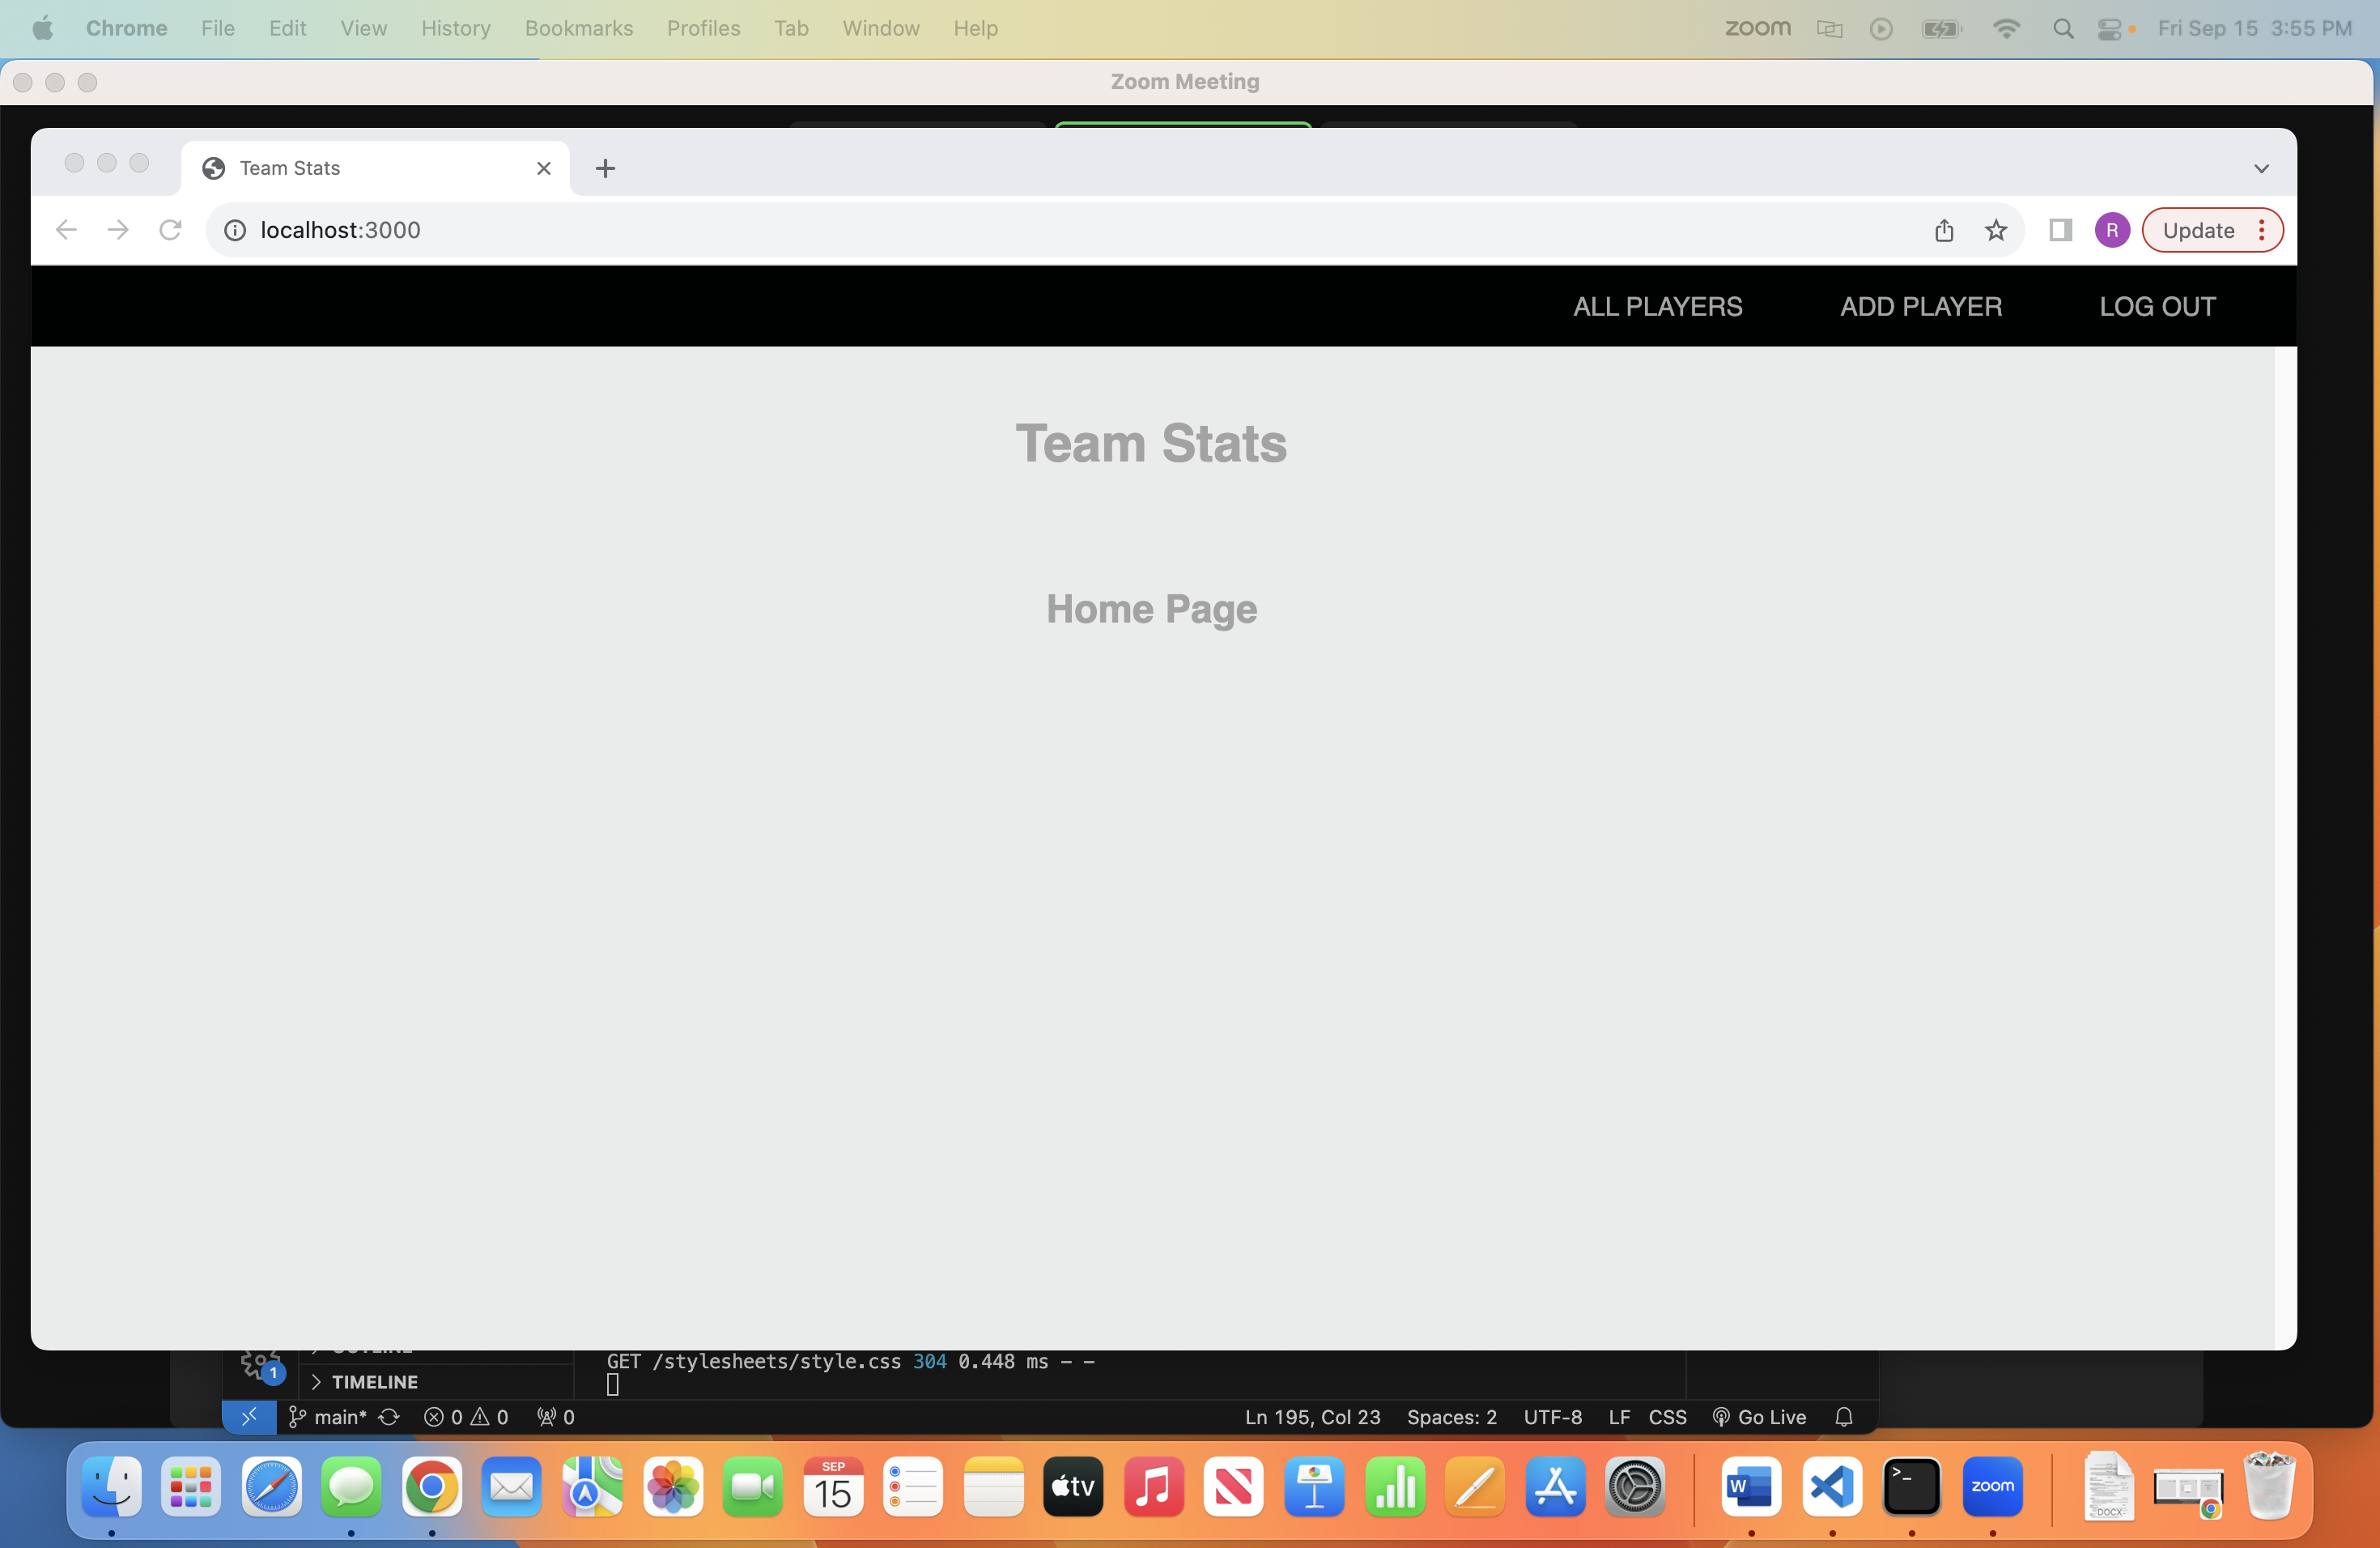 Chrome File Edit View History Bookmarks Profiles Tab Window Help zoom Fri Sep 15 3:55 PM
Zoom Meeting
Team Stats
localhost:3000 R Update
ALL PLAYERS ADD PLAYER LOG OUT
Team Stats
Home Page
OUTLINE
GET /stylesheets/style.css 304 0.448 ms - -
1 TIMELINE
main* 0 0 0 Ln 195, Col 23 Spaces: 2 UTF-8 LF CSS Go Live
SEP
15
tv
W
>_
zoom
DOCX